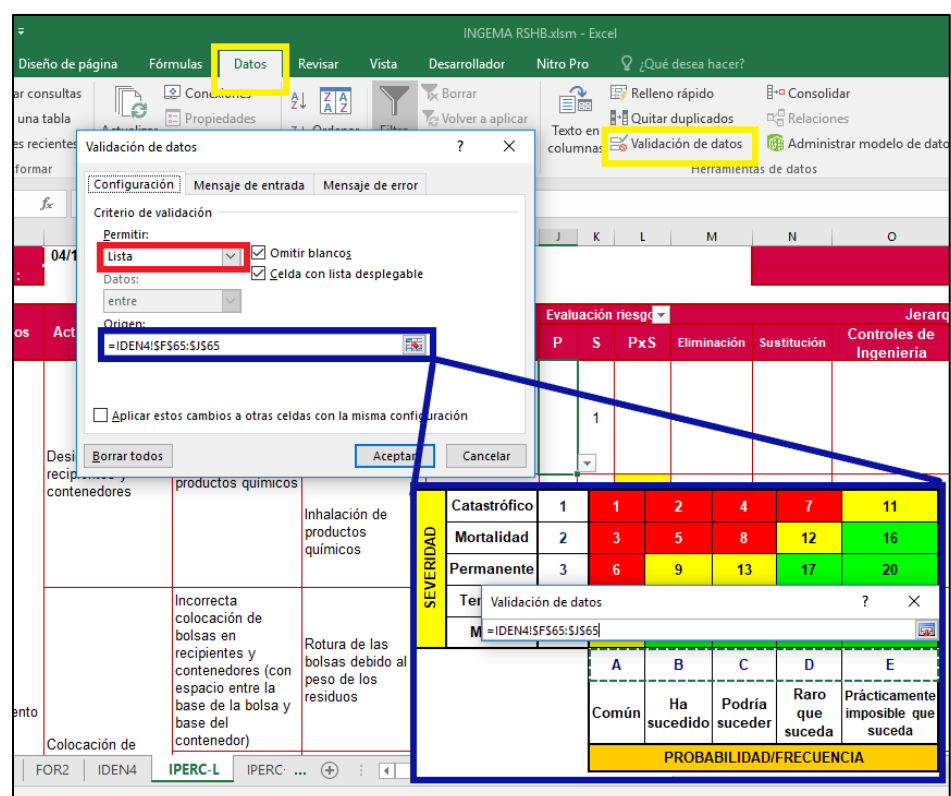 INGEMA RSHB.xlsm - Excel
Diseño de página Fórmulas Datos Revisar Vista Desarrollador Nitro Pro ¿Qué desea hacer?
ar consultas
una tabla
es recientes
Propiedades
Borrar
Volver a aplicar
Texto en
columnas
Relleno rápido
Quitar duplicados
Validación de datos
Consolidar
Relaciones
Administrar modelo de dato
Herramientas de datos
fx
Validación de datos ? ×
Configuración Mensaje de entrada Mensaje de error
Criterio de validación
Permitir:
Lista
Omitir blancos
Celda con lista desplegable
Datos:
entre
Origen:
=IDEN4!$F$65:$J$65
Aplicar estos cambios a otras celdas con la misma configuración
Borrar todos Aceptar Cancelar
J K L M N O
04/1
:
os Act
Evaluación riesgo Jerarq
P S PxS Eliminación Sustitución Controles de
Ingeniería
1
Desi
recipientes y
contenedores
productos químicos
Inhalación de
productos
químicos
Incorrecta
colocación de
bolsas en
recipientes y
contenedores (con
espacio entre la
base de la bolsa y
base del
contenedor)
Rotura de las
bolsas debido al
peso de los
residuos
ento
Colocación de
SEVERIDAD
Catastrófico 1 1 2 4 7 11
Mortalidad 2 3 5 8 12 16
Permanente 3 6 9 13 17 20
Validación de datos ? ×
=IDEN4!$F$65:$J$65
A B C D E
Común
Ha
sucedido
Podría
suceder
Raro
que
suceda
Prácticamente
imposible que
suceda
PROBABILIDAD/FRECUENCIA
FOR2 IDEN4 IPERC-L IPERC- ...